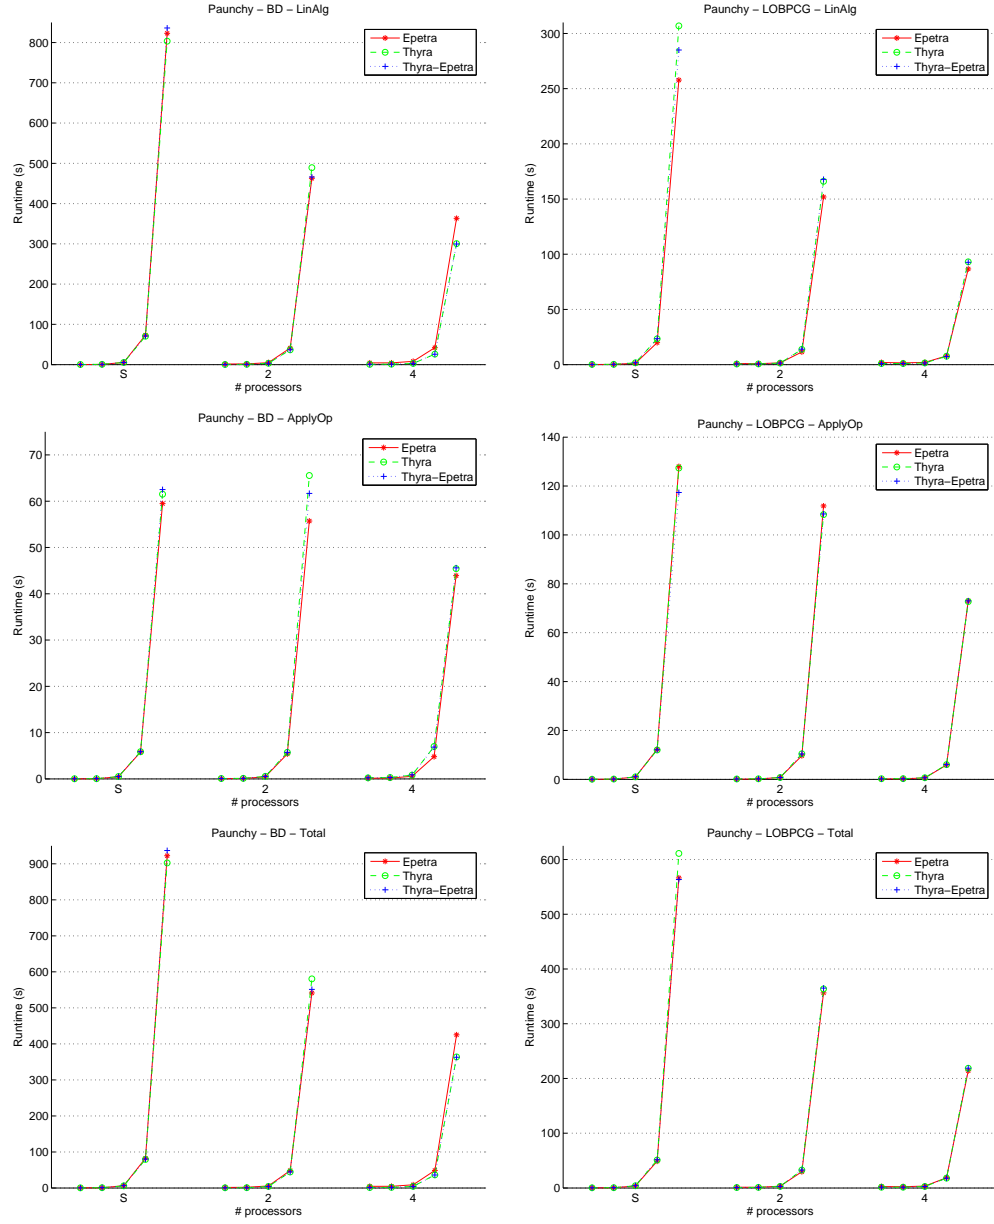 Paunchy − BD − LinAlg
800
700
600
500
400
300
200
100
0
Runtime (s)
Epetra
Thyra
Thyra−Epetra
S
2
4
# processors
Paunchy − LOBPCG − LinAlg
300
250
200
150
100
50
0
Runtime (s)
Epetra
Thyra
Thyra−Epetra
S
2
4
# processors
Paunchy − BD − ApplyOp
70
60
50
40
30
20
10
0
Runtime (s)
Epetra
Thyra
Thyra−Epetra
S
2
4
# processors
Paunchy − LOBPCG − ApplyOp
140
120
100
80
60
40
20
0
Runtime (s)
Epetra
Thyra
Thyra−Epetra
S
2
4
# processors
Paunchy − BD − Total
900
800
700
600
500
400
300
200
100
0
Runtime (s)
Epetra
Thyra
Thyra−Epetra
S
2
4
# processors
Paunchy − LOBPCG − Total
600
500
400
300
200
100
0
Runtime (s)
Epetra
Thyra
Thyra−Epetra
S
2
4
# processors